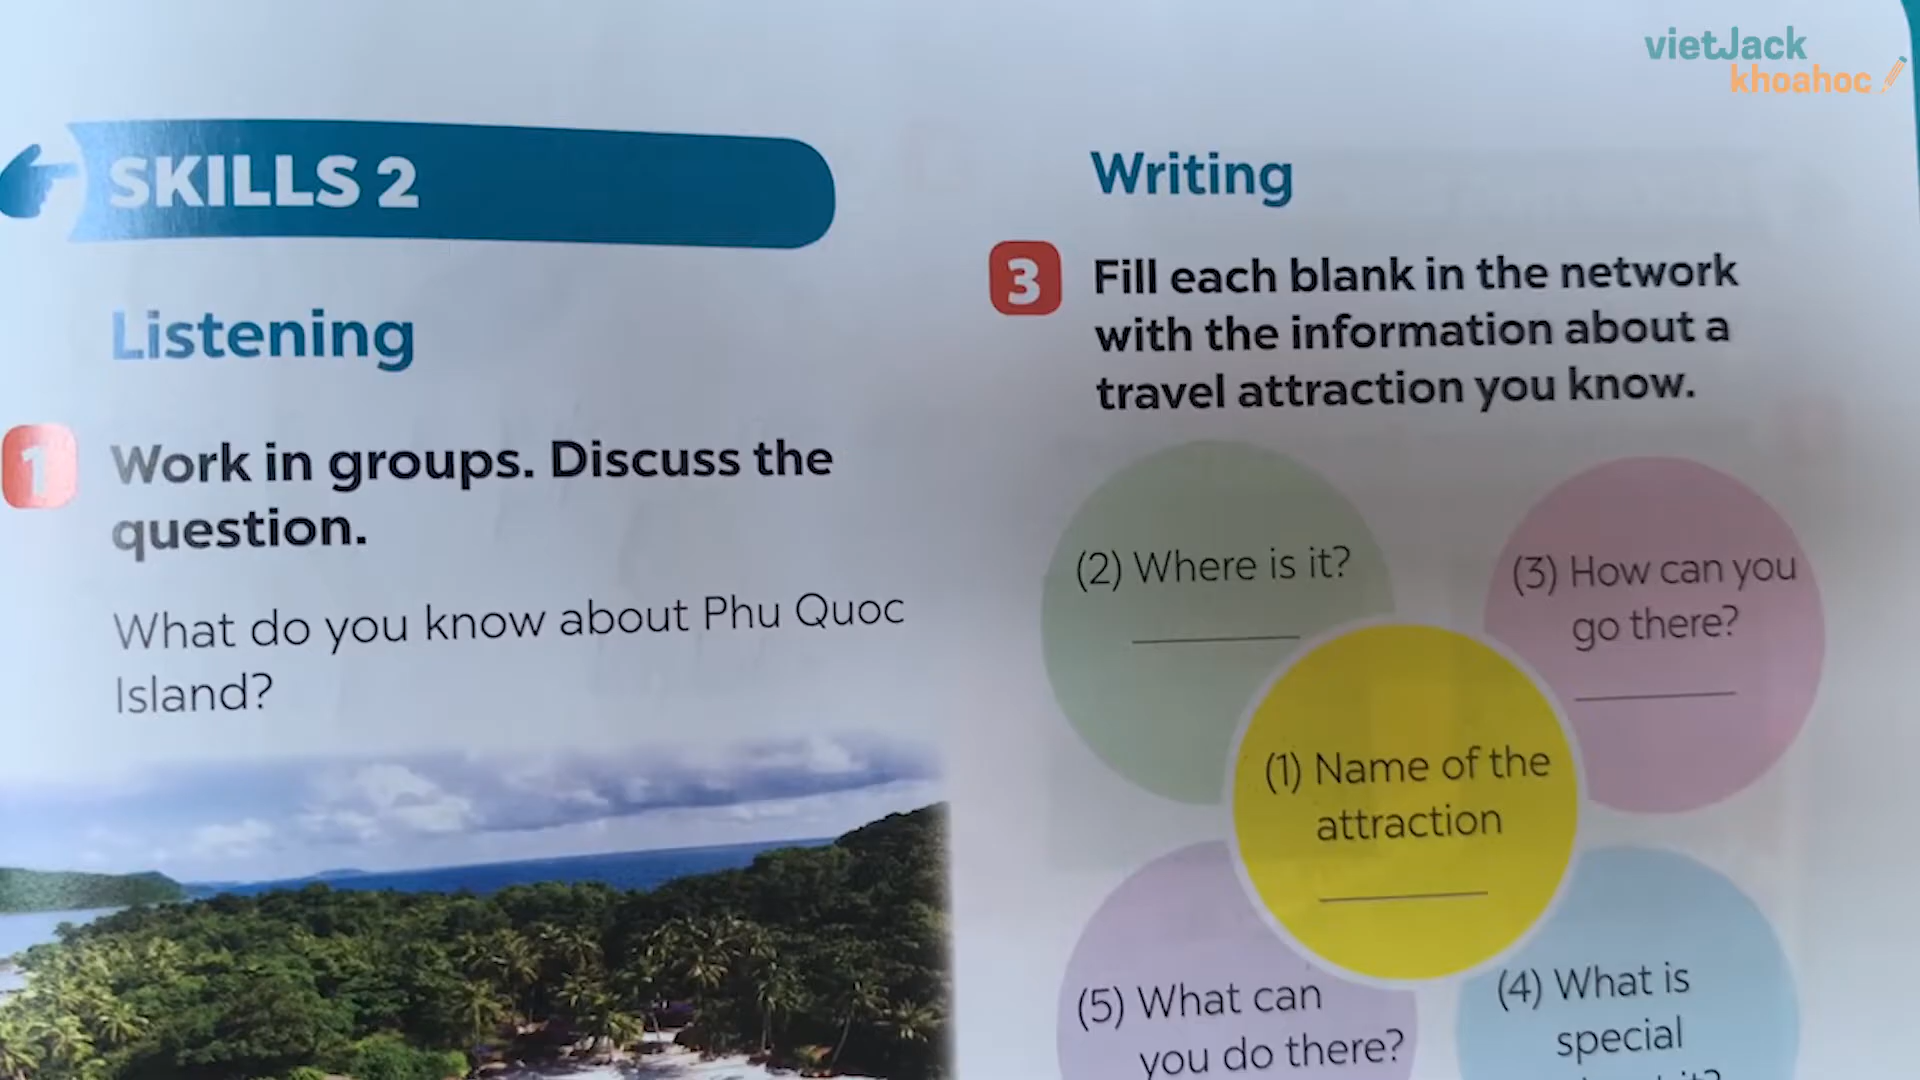 vietJack
khoahoc
SKILLS 2
Listening
1 Work in groups. Discuss the
question.
What do you know about Phu Quoc
Island?
Writing
3 Fill each blank in the network
with the information about a
travel attraction you know.
(2) Where is it?
(3) How can you
go there?
(1) Name of the
attraction
(5) What can
you do there?
(4) What is
special